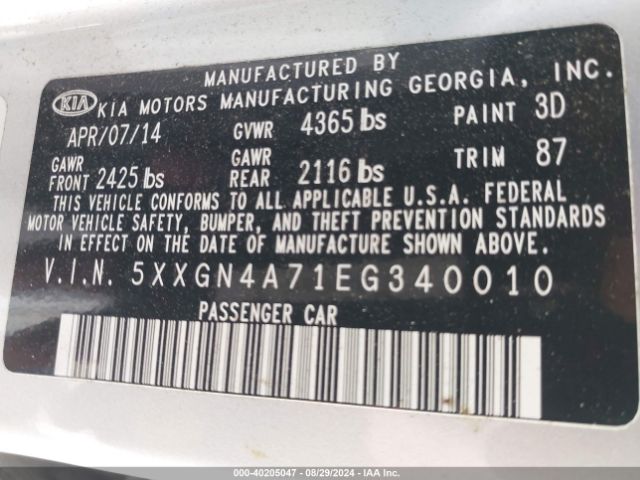 MANUFACTURED BY
KIA KIA MOTORS MANUFACTURING GEORGIA, INC.
APR/07/14 GVWR 4365 lbs PAINT 3D
GAWR FRONT 2425 lbs GAWR REAR 2116 lbs TRIM 87
THIS VEHICLE CONFORMS TO ALL APPLICABLE U.S.A. FEDERAL
MOTOR VEHICLE SAFETY, BUMPER, AND THEFT PREVENTION STANDARDS
IN EFFECT ON THE DATE OF MANUFACTURE SHOWN ABOVE.
V.I.N. 5XXGN4A71EG340010
PASSENGER CAR
000-40205047 - 08/29/2024 - IAA Inc.